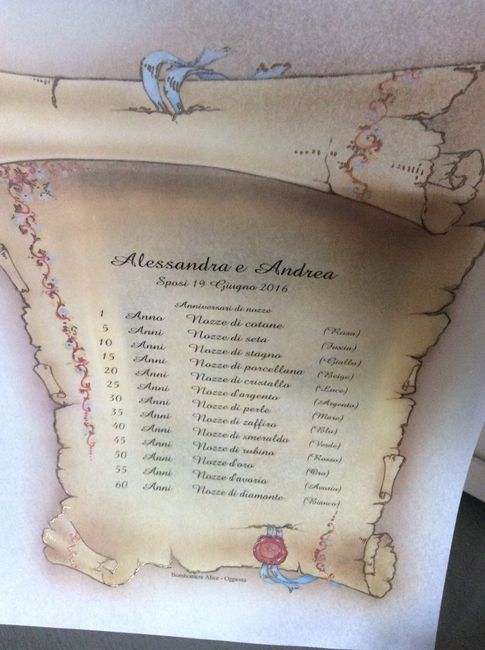 Alessandra e Andrea
Sposi 19 Giugno 2016
Anniversari di nozze
1 Anno Nozze di cotone (Rosa)
5 Anni Nozze di seta (Fuxia)
10 Anni Nozze di stagno (Giallo)
15 Anni Nozze di porcellana (Beige)
20 Anni Nozze di cristallo (Luce)
25 Anni Nozze d'argento (Argento)
30 Anni Nozze di perle (Mare)
35 Anni Nozze di zaffiro (Blu)
40 Anni Nozze di smeraldo (Verde)
45 Anni Nozze di rubino (Rosso)
50 Anni Nozze d'oro (Oro)
55 Anni Nozze d'avorio (Avorio)
60 Anni Nozze di diamante (Bianco)
Bomboniere Alice - Oggiona